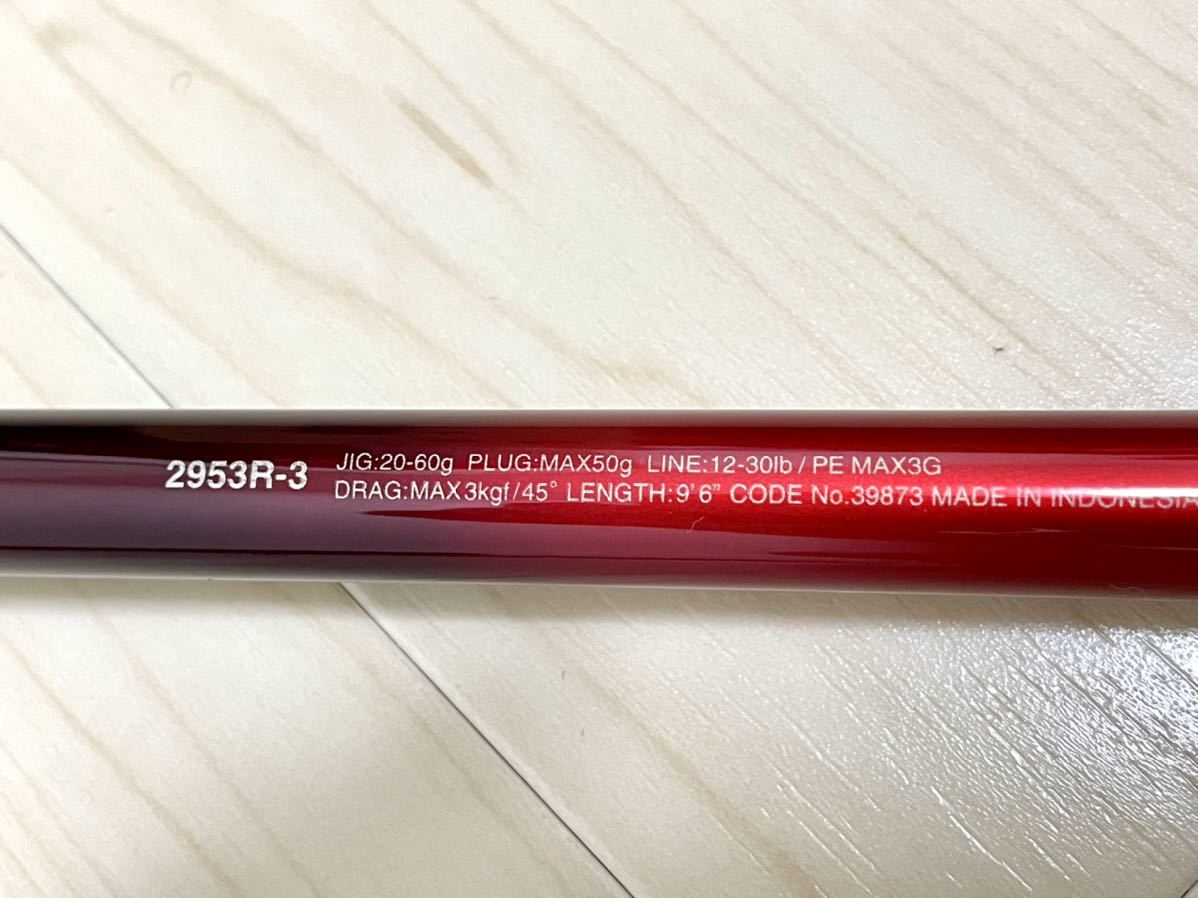 2953R-3
JIG:20-60g PLUG:MAX50g LINE:12-30lb / PE MAX3G
DRAG:MAX3kgf/45° LENGTH:9'6" CODE No.39873 MADE IN INDONESIA